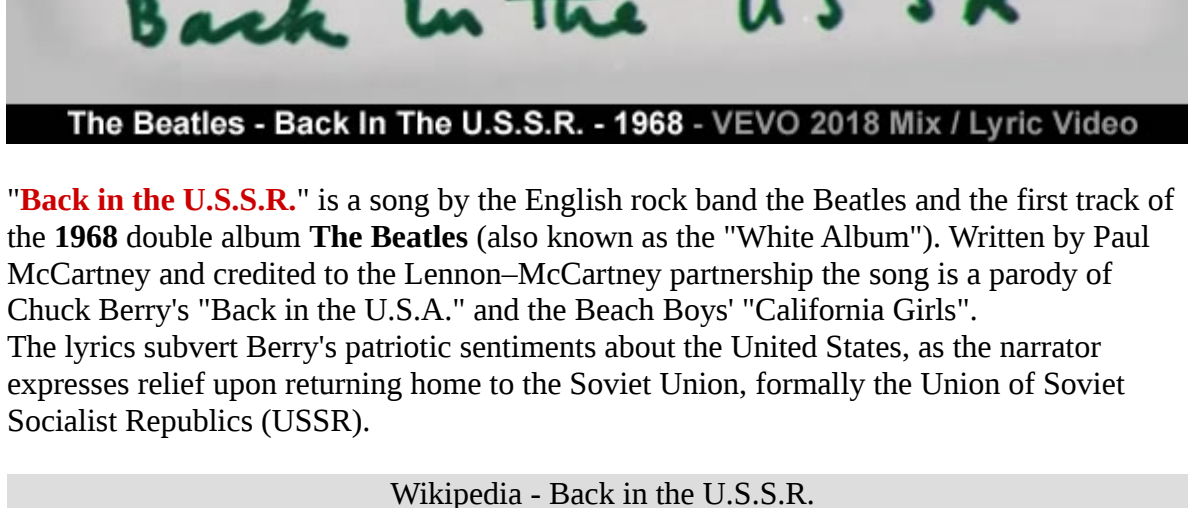 Back in the U S S R
The Beatles - Back In The U.S.S.R. - 1968 - VEVO 2018 Mix / Lyric Video
"Back in the U.S.S.R." is a song by the English rock band the Beatles and the first track of
the 1968 double album The Beatles (also known as the "White Album"). Written by Paul
McCartney and credited to the Lennon–McCartney partnership the song is a parody of
Chuck Berry's "Back in the U.S.A." and the Beach Boys' "California Girls".
The lyrics subvert Berry's patriotic sentiments about the United States, as the narrator
expresses relief upon returning home to the Soviet Union, formally the Union of Soviet
Socialist Republics (USSR).
Wikipedia - Back in the U.S.S.R.